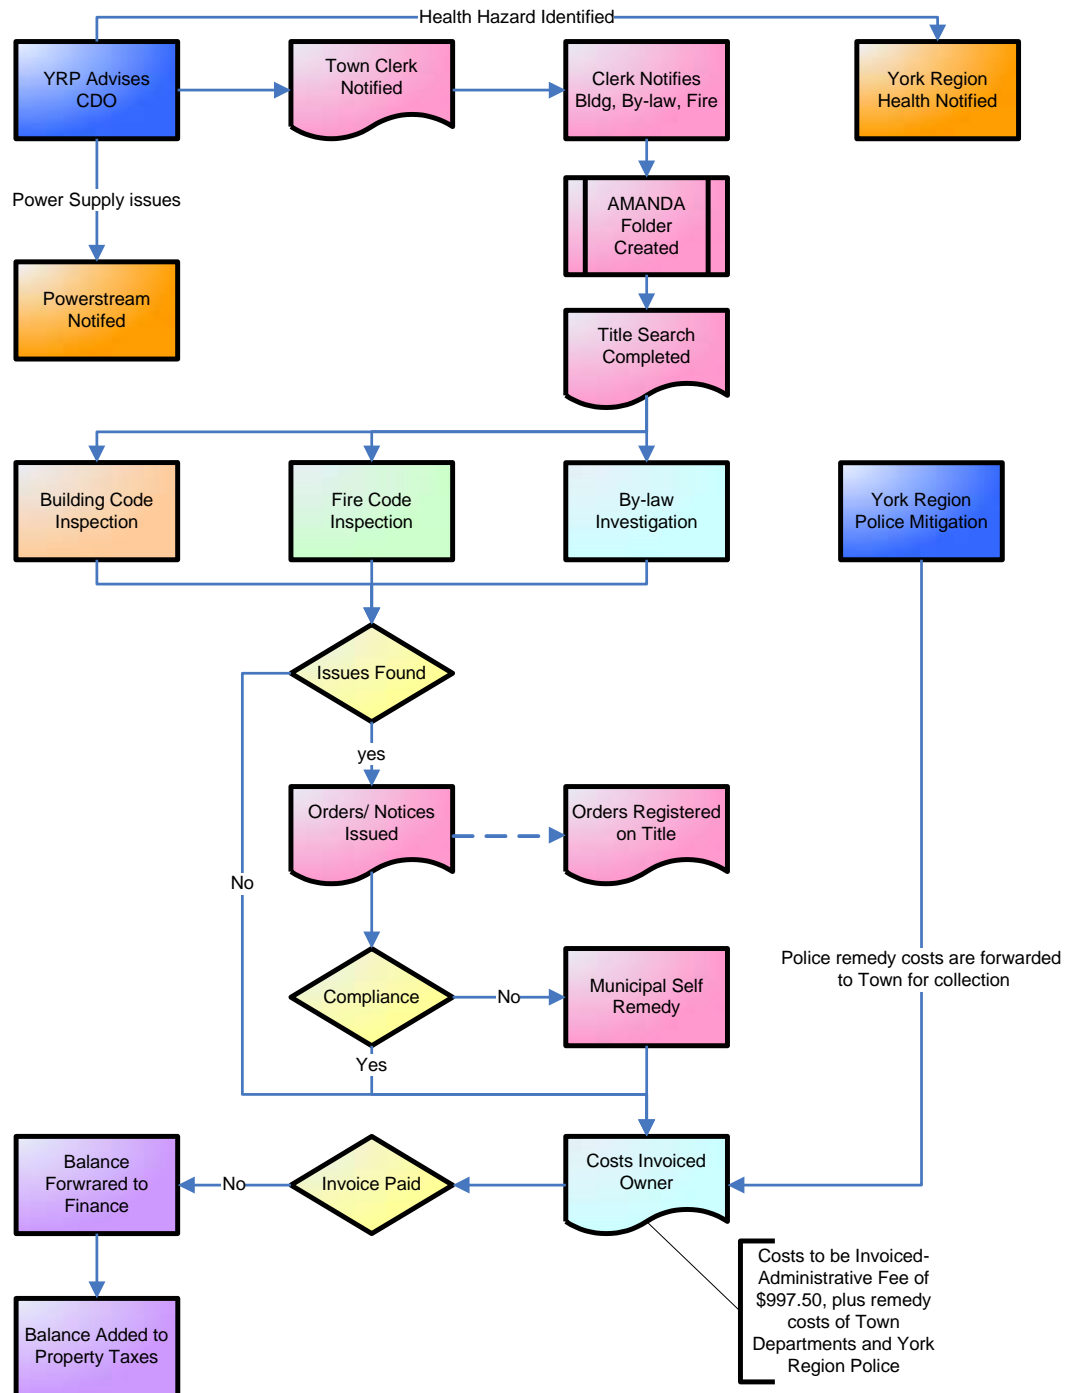 Health Hazard Identified
YRP Advises
CDO
Town Clerk
Notified
Clerk Notifies
Bldg, By-law, Fire
York Region
Health Notified
Power Supply issues
AMANDA
Folder
Created
Powerstream
Notifed
Title Search
Completed
Building Code
Inspection
Fire Code
Inspection
By-law
Investigation
York Region
Police Mitigation
Issues Found
yes
Orders/ Notices
Issued
Orders Registered
on Title
No
Police remedy costs are forwarded
to Town for collection
Compliance
No
Municipal Self
Remedy
Yes
Balance
Forwrared to
Finance
No
Invoice Paid
Costs Invoiced
Owner
Costs to be Invoiced-
Administrative Fee of
$997.50, plus remedy
costs of Town
Departments and York
Region Police
Balance Added to
Property Taxes